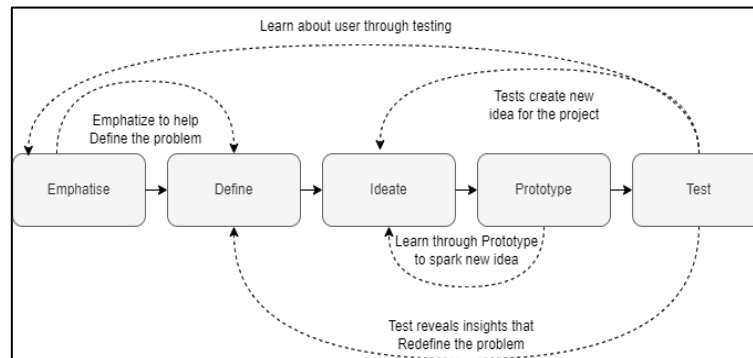 Learn about user through testing
Tests create new
idea for the project
Emphatize to help
Define the problem
Emphatise
Define
Ideate
Prototype
Test
Learn through Prototype
to spark new idea
Test reveals insights that
Redefine the problem